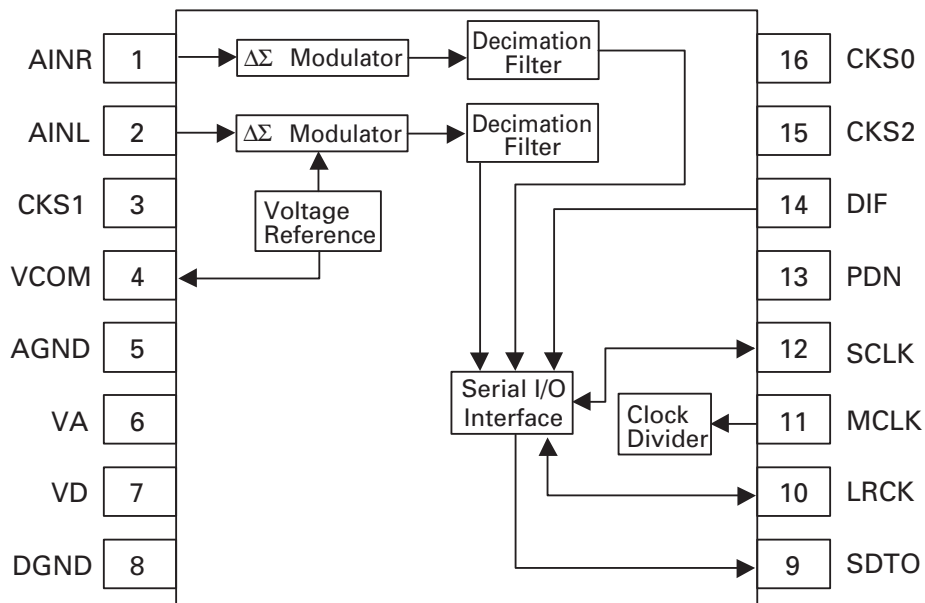 AINR 1
AINL 2
CKS1 3
VCOM 4
AGND 5
VA 6
VD 7
DGND 8
ΔΣ Modulator
Decimation
Filter
ΔΣ Modulator
Decimation
Filter
Voltage
Reference
Serial I/O
Interface
Clock
Divider
16 CKS0
15 CKS2
14 DIF
13 PDN
12 SCLK
11 MCLK
10 LRCK
9 SDTO